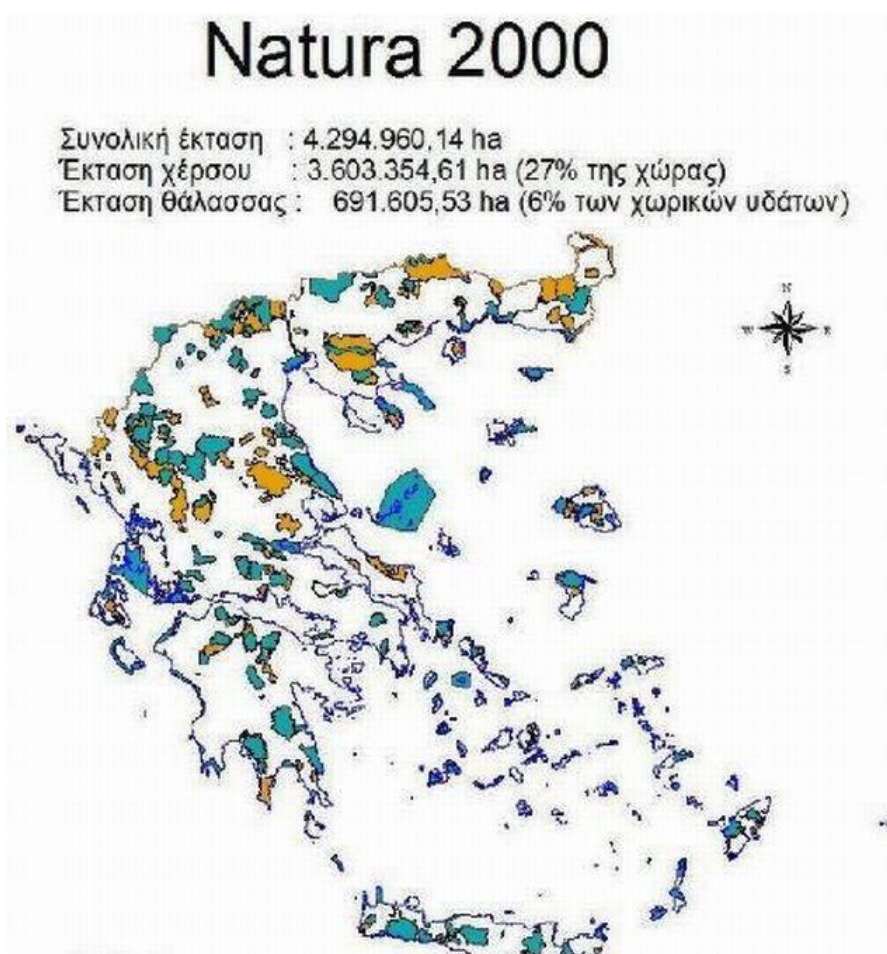 Natura 2000
Συνολική έκταση : 4.294.960,14 ha
Έκταση χέρσου : 3.603.354,61 ha (27% της χώρας)
Έκταση θάλασσας : 691.605,53 ha (6% των χωρικών υδάτων)
N
W E
S